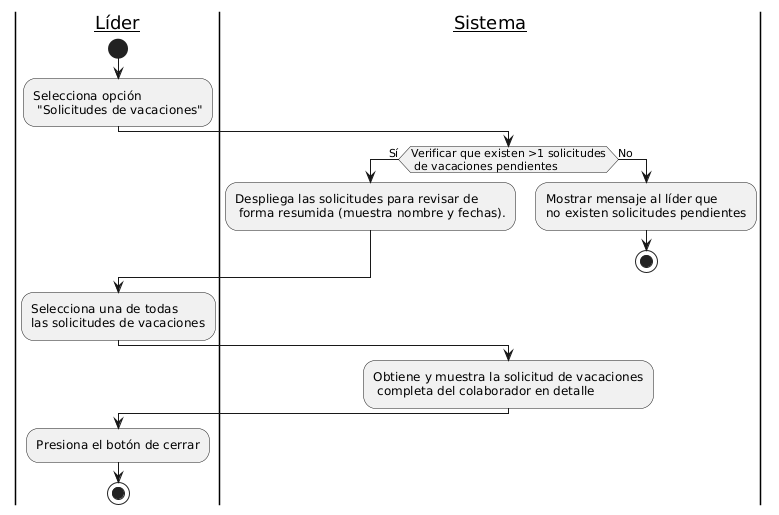 Líder
Sistema
Selecciona opción
"Solicitudes de vacaciones"
Sí
Verificar que existen >1 solicitudes
de vacaciones pendientes
No
Despliega las solicitudes para revisar de
forma resumida (muestra nombre y fechas).
Mostrar mensaje al líder que
no existen solicitudes pendientes
Selecciona una de todas
las solicitudes de vacaciones
Obtiene y muestra la solicitud de vacaciones
completa del colaborador en detalle
Presiona el botón de cerrar